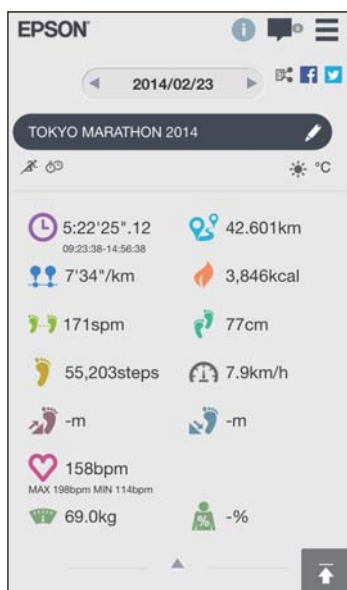 EPSON
2014/02/23
TOKYO MARATHON 2014
°C
5:22'25".12 42.601km
09:23:38-14:56:38
7'34"/km 3,846kcal
171spm 77cm
55,203steps 7.9km/h
-m -m
158bpm
MAX 198bpm MIN 114bpm
69.0kg % -%